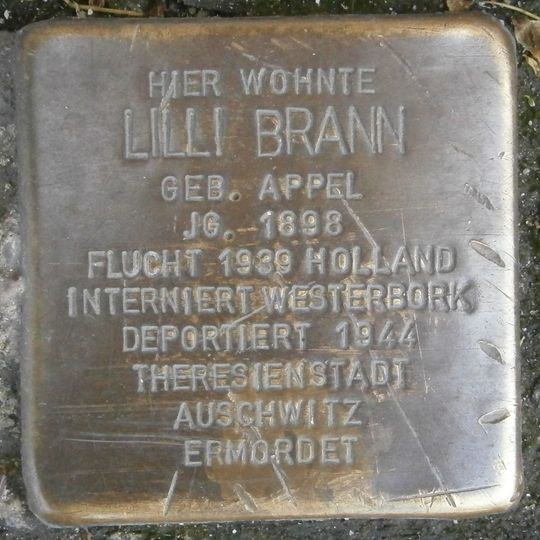 HIER WOHNTE
LILLI BRANN
GEB. APPEL
JG. 1898
FLUCHT 1939 HOLLAND
INTERNIERT WESTERBORK
DEPORTIERT 1944
THERESIENSTADT
AUSCHWITZ
ERMORDET